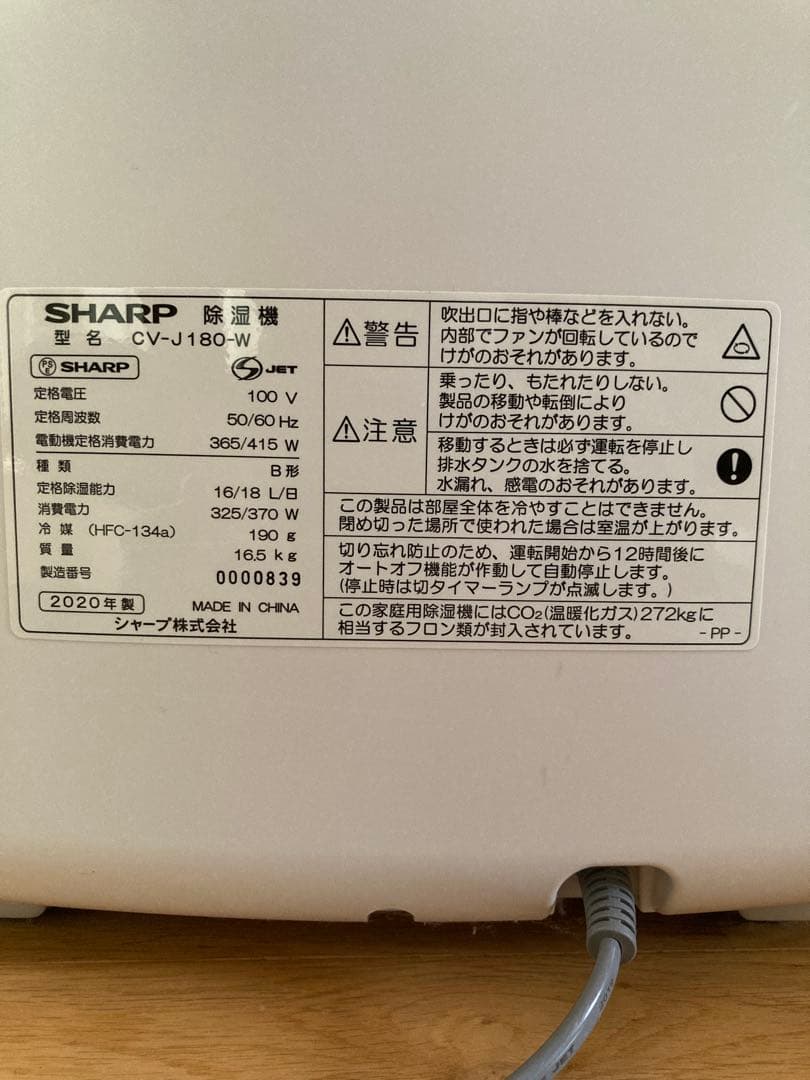 SHARP 除湿機
型名 CV-J180-W
PSE SHARP
S JET
定格電圧 100 V
定格周波数 50/60 Hz
電動機定格消費電力 365/415 W
種類 B形
定格除湿能力 16/18 L/日
消費電力 325/370 W
冷媒 (HFC-134a) 190 g
質量 16.5 kg
製造番号 0000839
2020年製 MADE IN CHINA
シャープ株式会社
警告
吹出口に指や棒などを入れない。
内部でファンが回転しているので
けがのおそれがあります。
注意
乗ったり、もたれたりしない。
製品の移動や転倒により
けがのおそれがあります。
移動するときは必ず運転を停止し
排水タンクの水を捨てる。
水漏れ、感電のおそれがあります。
この製品は部屋全体を冷やすことはできません。
閉め切った場所で使われた場合は室温が上がります。
切り忘れ防止のため、運転開始から12時間後に
オートオフ機能が作動して自動停止します。
(停止時は切タイマーランプが点滅します。)
この家庭用除湿機にはCO₂(温暖化ガス)272kgに
相当するフロン類が封入されています。 -PP-
JET